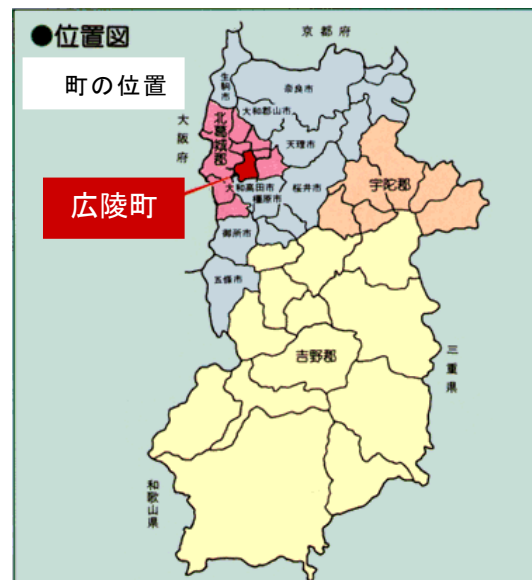 ●位置図
京都府
町の位置
生駒市
奈良市
大和郡山市
大阪府
北葛城郡
天理市
宇陀郡
広陵町
大和高田市
桜井市
橿原市
御所市
五條市
吉野郡
三重県
和歌山県